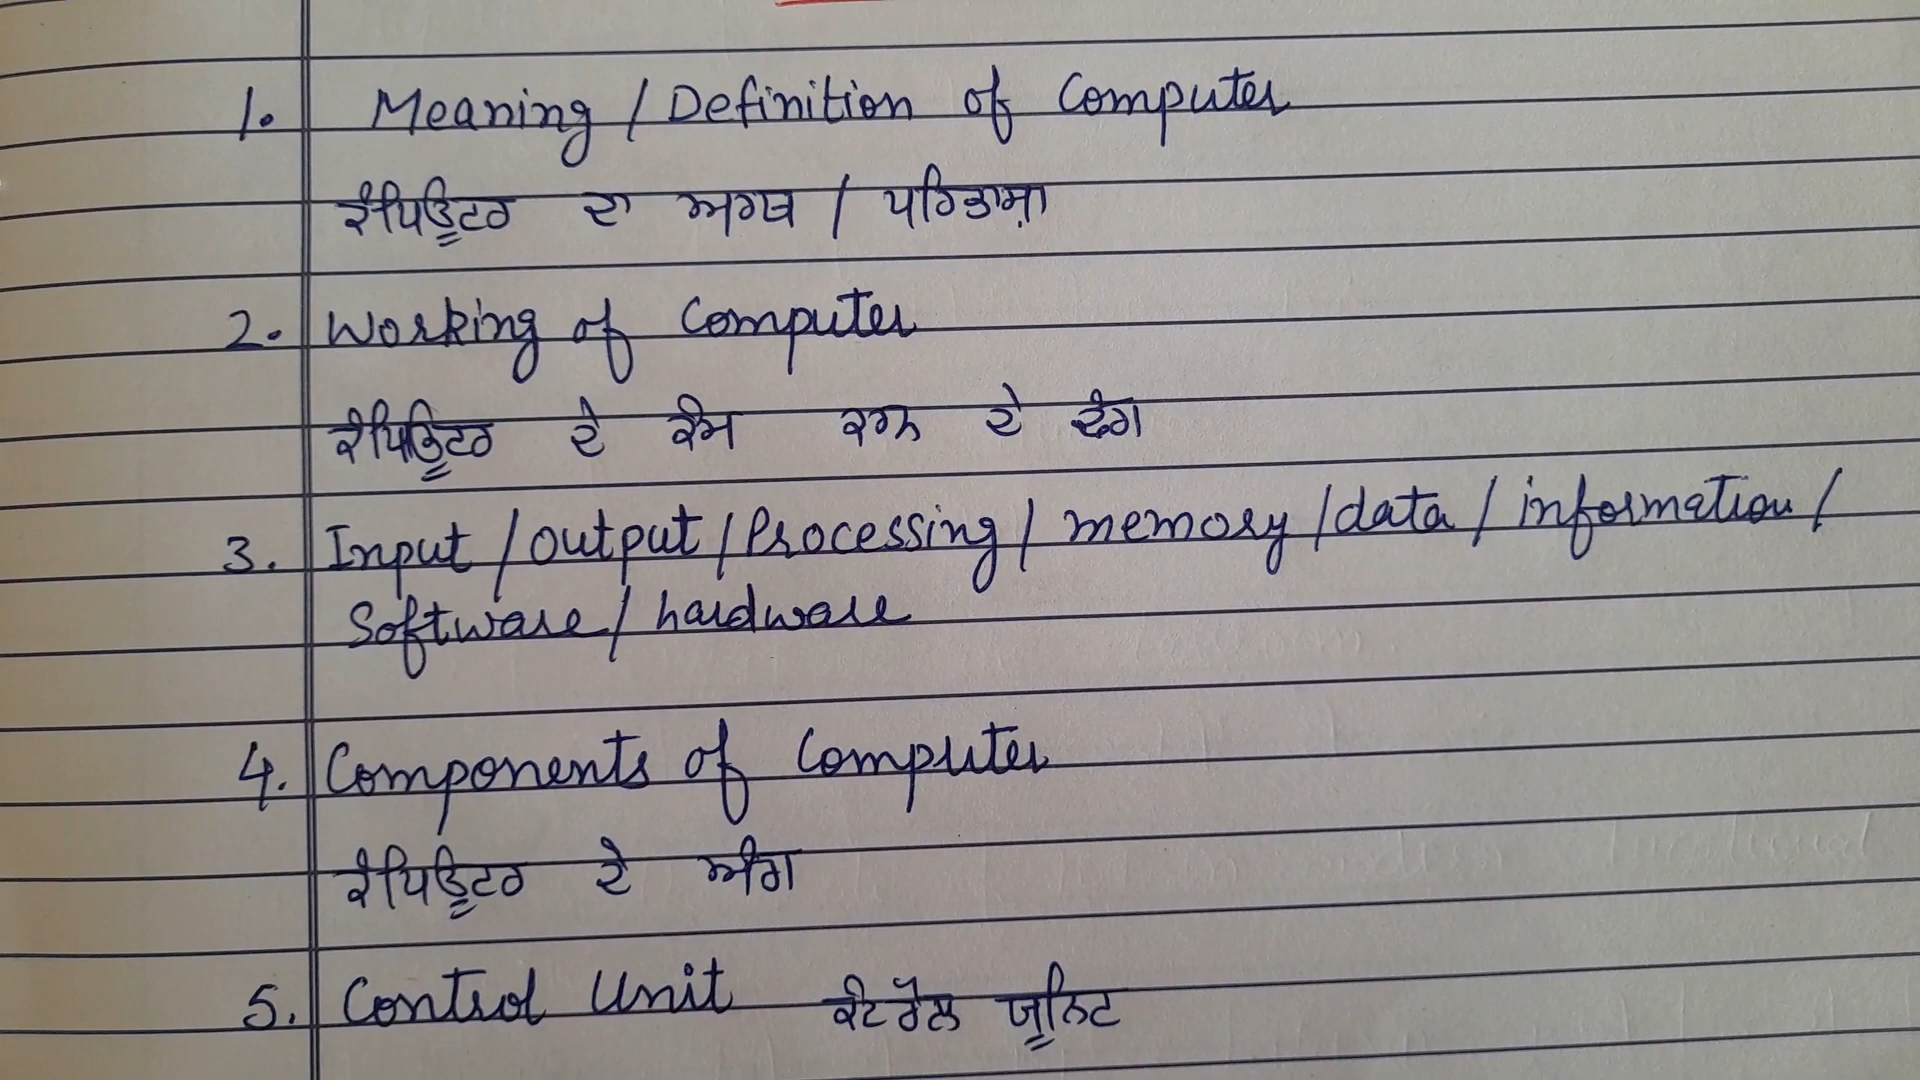 1. Meaning / Definition of Computer
ਕੰਪਿਊਟਰ ਦਾ ਅਰਥ / ਪਰਿਭਾਸ਼ਾ
2. Working of Computer
ਕੰਪਿਊਟਰ ਦੇ ਕੰਮ ਕਰਨ ਦੇ ਢੰਗ
3. Input / output / Processing / memory / data / information /
Software / hardware
4. Components of Computer
ਕੰਪਿਊਟਰ ਦੇ ਅੰਗ
5. Control Unit ਕੰਟਰੌਲ ਯੂਨਿਟ